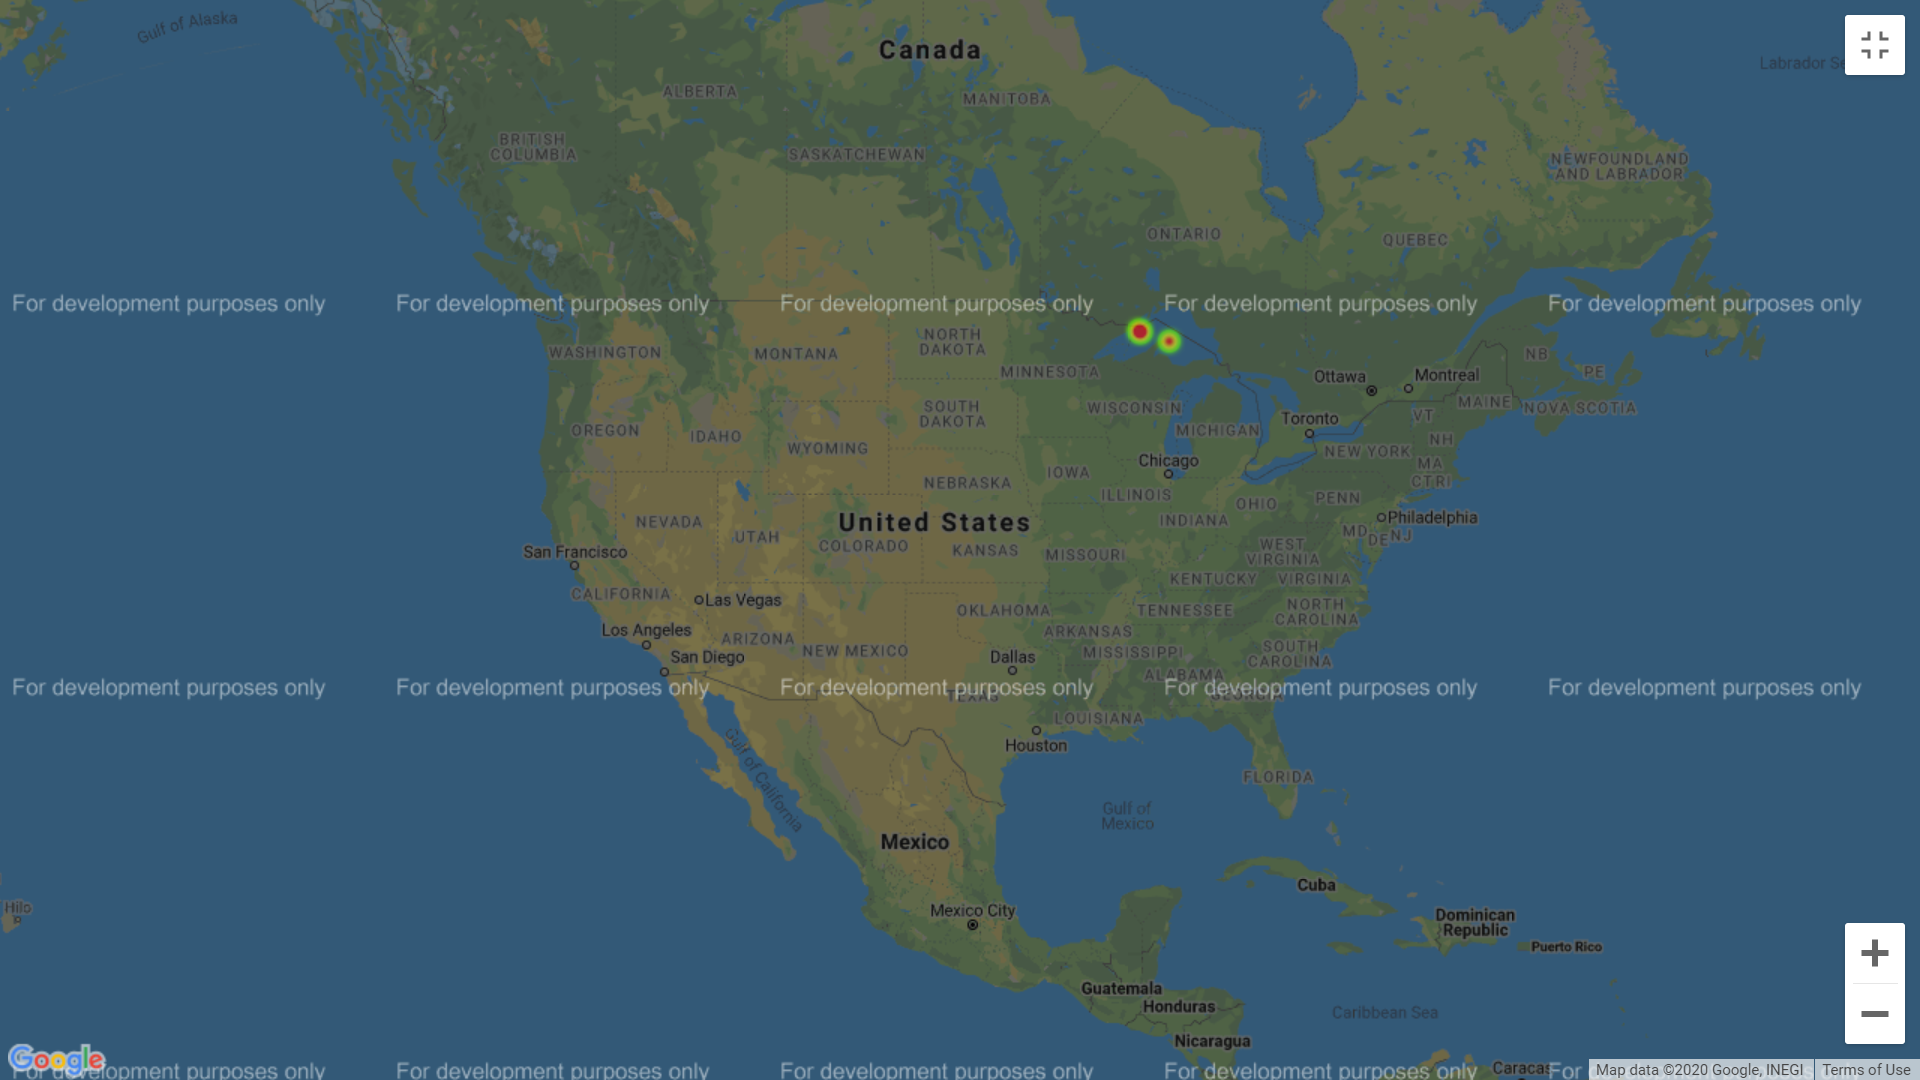 Gulf of Alaska
Canada
Labrador Se
ALBERTA
MANITOBA
BRITISH
COLUMBIA
SASKATCHEWAN
NEWFOUNDLAND
AND LABRADOR
ONTARIO
QUEBEC
For development purposes only
For development purposes only
For development purposes only
For development purposes only
For development purposes only
WASHINGTON
MONTANA
NORTH
DAKOTA
MINNESOTA
NB
PE
Ottawa
Montreal
MAINE
NOVA SCOTIA
OREGON
IDAHO
WYOMING
SOUTH
DAKOTA
WISCONSIN
MICHIGAN
Toronto
VT
NH
NEW YORK
MA
CT RI
IOWA
Chicago
NEBRASKA
ILLINOIS
INDIANA
OHIO
PENN
Philadelphia
MD
DE
NJ
NEVADA
UTAH
United States
COLORADO
KANSAS
MISSOURI
WEST
VIRGINIA
KENTUCKY
VIRGINIA
San Francisco
CALIFORNIA
Las Vegas
OKLAHOMA
TENNESSEE
NORTH
CAROLINA
Los Angeles
ARIZONA
NEW MEXICO
ARKANSAS
MISSISSIPPI
SOUTH
CAROLINA
San Diego
Dallas
ALABAMA
GEORGIA
For development purposes only
For development purposes only
For development purposes only
For development purposes only
For development purposes only
TEXAS
LOUISIANA
Houston
Gulf of California
FLORIDA
Gulf of
Mexico
Mexico
Cuba
Hilo
Mexico City
Dominican
Republic
Puerto Rico
Guatemala
Honduras
Caribbean Sea
Nicaragua
Caracas
Google
For development purposes only
For development purposes only
For development purposes only
For development purposes only
For
Map data ©2020 Google, INEGI
Terms of Use